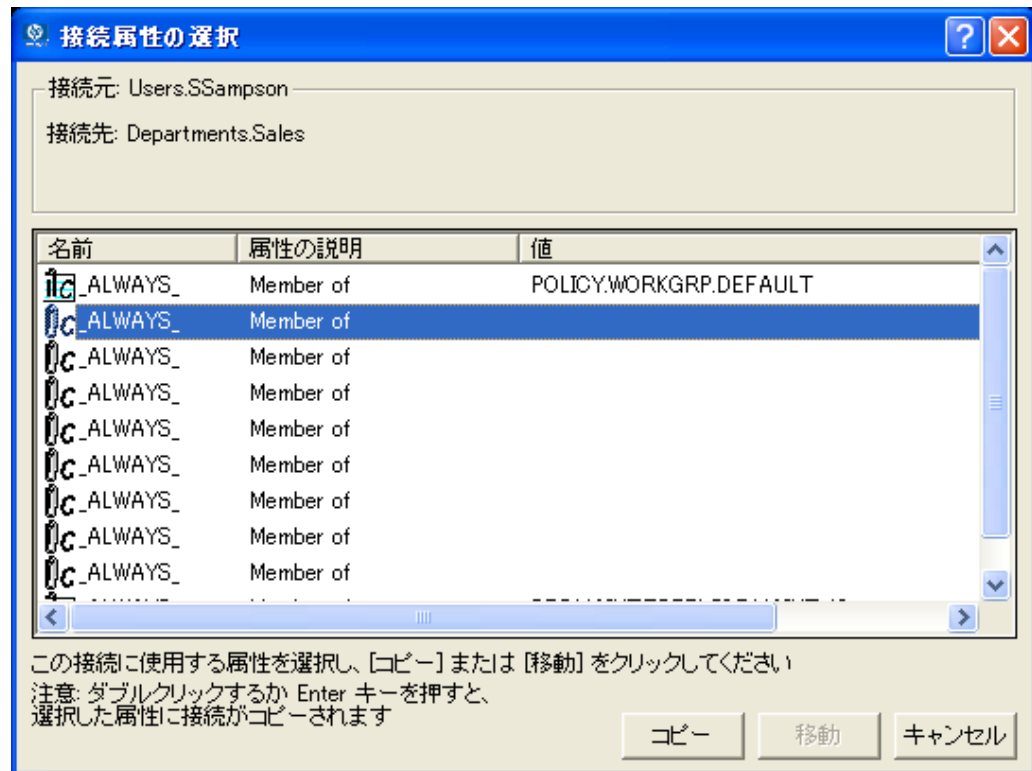 接続属性の選択
接続元: Users.SSampson
接続先: Departments.Sales
名前 属性の説明 値
_ALWAYS_ Member of POLICY.WORKGRP.DEFAULT
_ALWAYS_ Member of
_ALWAYS_ Member of
_ALWAYS_ Member of
_ALWAYS_ Member of
_ALWAYS_ Member of
_ALWAYS_ Member of
_ALWAYS_ Member of
_ALWAYS_ Member of
この接続に使用する属性を選択し、[コピー] または [移動] をクリックしてください
注意: ダブルクリックするか Enter キーを押すと、
選択した属性に接続がコピーされます
コピー 移動 キャンセル